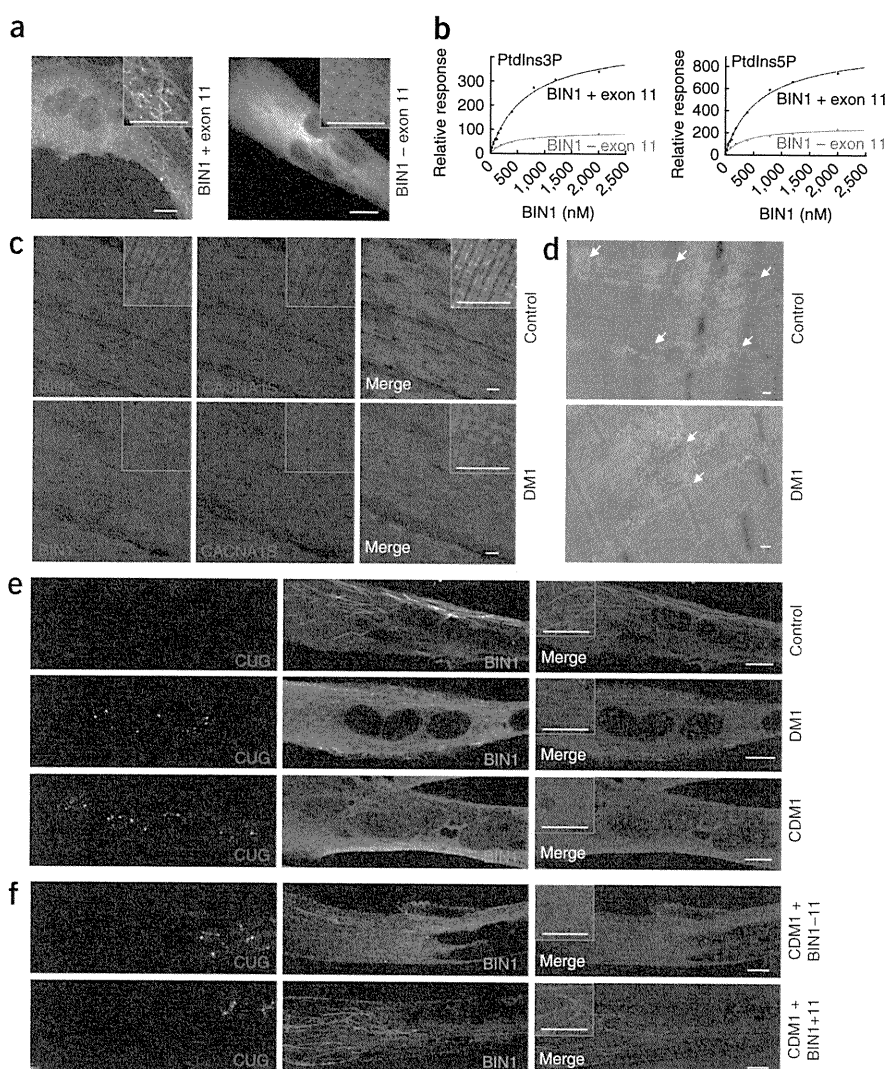 a
BIN1 + exon 11
BIN1 – exon 11
b
PtdIns3P
Relative response
300
200
100
0
BIN1 + exon 11
BIN1 – exon 11
0
500
1,000
1,500
2,000
2,500
BIN1 (nM)
PtdIns5P
Relative response
800
600
400
200
0
BIN1 + exon 11
BIN1 – exon 11
0
500
1,000
1,500
2,000
2,500
BIN1 (nM)
c
BIN1
CACNA1S
Merge
Control
BIN1
CACNA1S
Merge
DM1
d
Control
DM1
e
CUG
BIN1
Merge
Control
CUG
BIN1
Merge
DM1
CUG
BIN1
Merge
CDM1
f
CUG
BIN1
Merge
CDM1 +
BIN1–11
CUG
BIN1
Merge
CDM1 +
BIN1+11